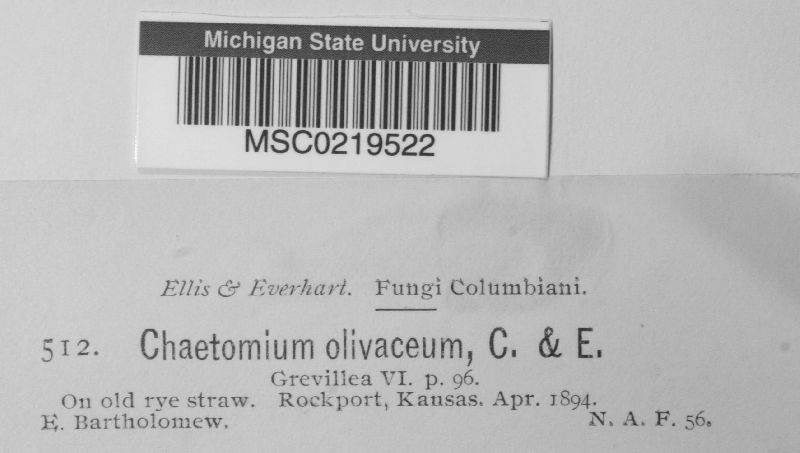 Michigan State University
MSC0219522
Ellis & Everhart. Fungi Columbiani.
512. Chaetomium olivaceum, C. & E.
Grevillea VI. p. 96.
On old rye straw. Rockport, Kansas. Apr. 1894.
E. Bartholomew. N. A. F. 56.